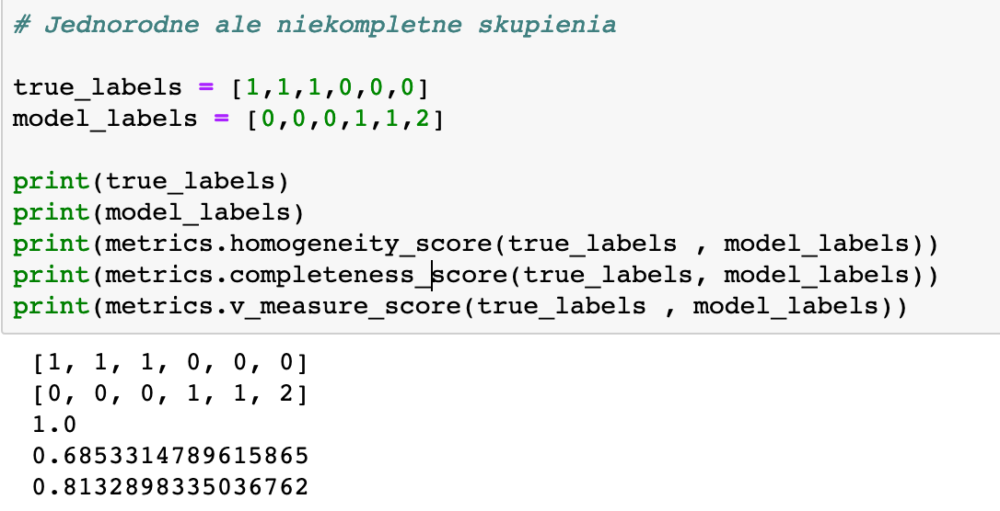 # Jednorodne ale niekompletne skupienia
true_labels = [1,1,1,0,0,0]
model_labels = [0,0,0,1,1,2]
print(true_labels)
print(model_labels)
print(metrics.homogeneity_score(true_labels , model_labels))
print(metrics.completeness_score(true_labels, model_labels))
print(metrics.v_measure_score(true_labels , model_labels))
[1, 1, 1, 0, 0, 0]
[0, 0, 0, 1, 1, 2]
1.0
0.6853314789615865
0.8132898335036762